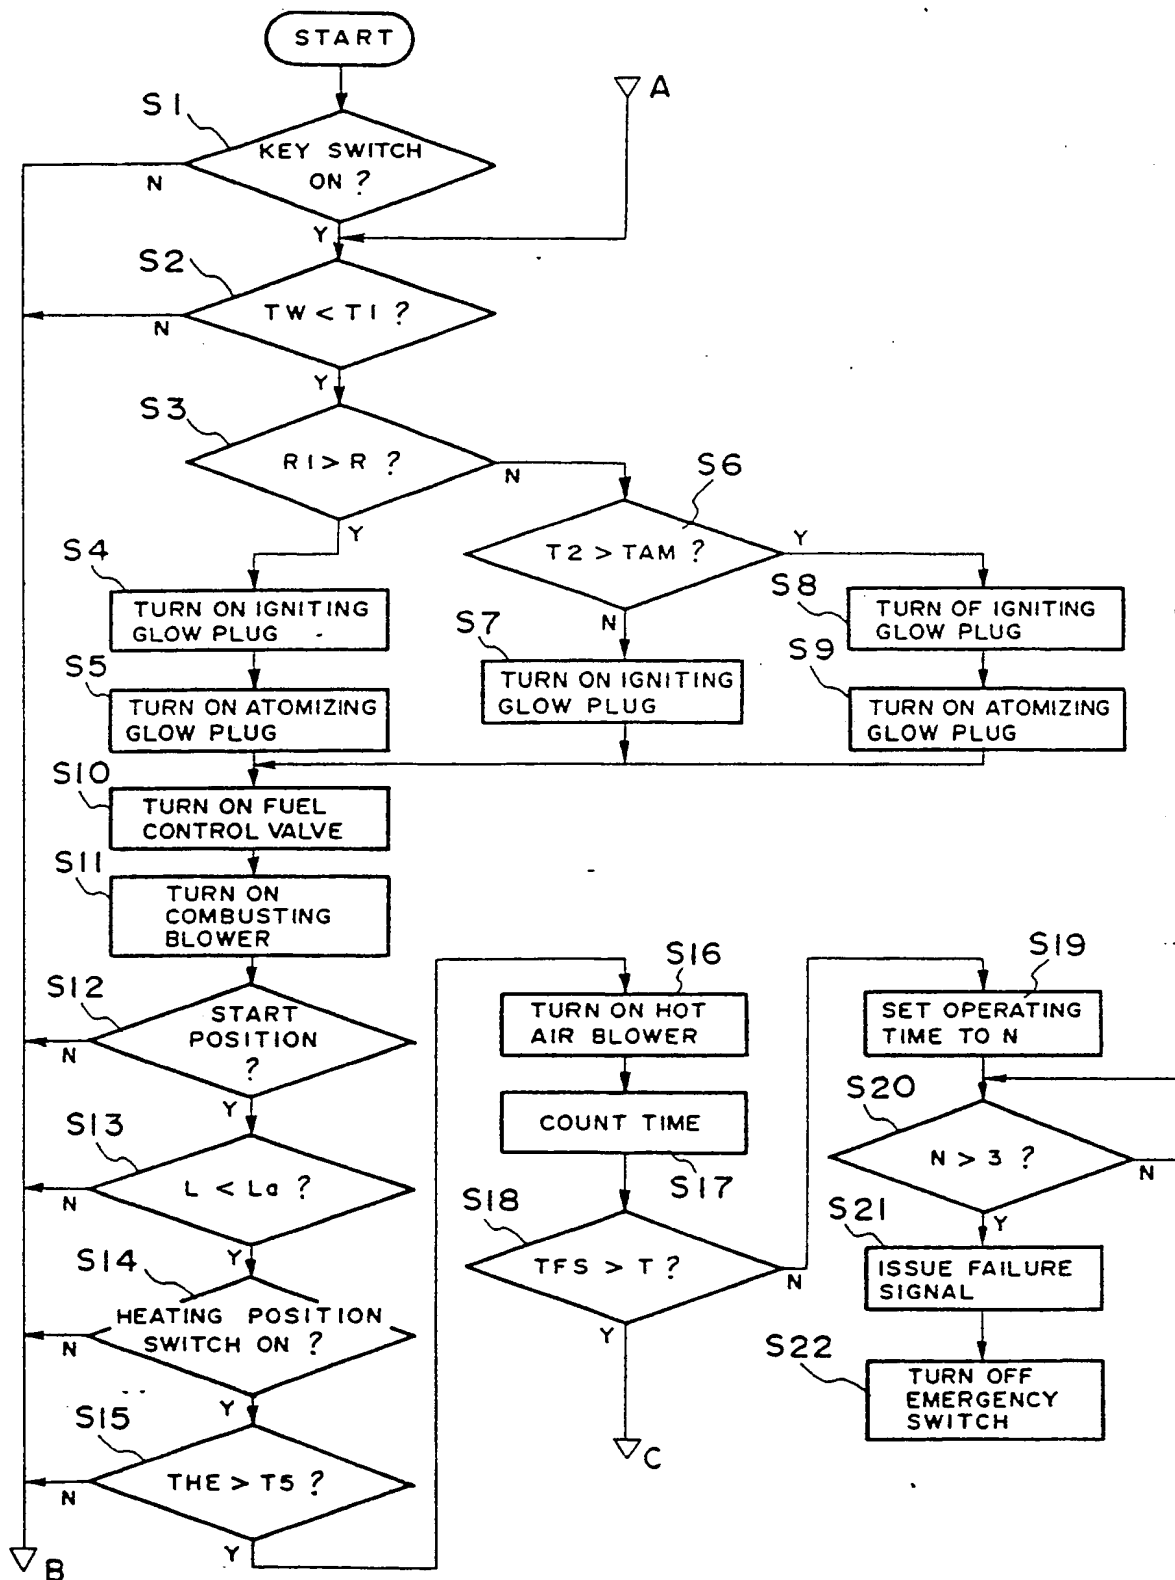 START
A
S1
KEY SWITCH
ON ?
N
Y
S2
TW < T1 ?
N
Y
S3
R1 > R ?
N
Y
S6
T2 > TAM ?
Y
N
S4
TURN ON IGNITING
GLOW PLUG
S5
TURN ON ATOMIZING
GLOW PLUG
S7
TURN ON IGNITING
GLOW PLUG
S8
TURN OF IGNITING
GLOW PLUG
S9
TURN ON ATOMIZING
GLOW PLUG
S10
TURN ON FUEL
CONTROL VALVE
S11
TURN ON
COMBUSTING
BLOWER
S12
START
POSITION
?
N
Y
S13
L < La ?
N
Y
S14
HEATING POSITION
SWITCH ON ?
N
Y
S15
THE > T5 ?
N
Y
B
S16
TURN ON HOT
AIR BLOWER
COUNT TIME
S17
S18
TFS > T ?
N
Y
C
S19
SET OPERATING
TIME TO N
S20
N > 3 ?
N
Y
S21
ISSUE FAILURE
SIGNAL
S22
TURN OFF
EMERGENCY
SWITCH